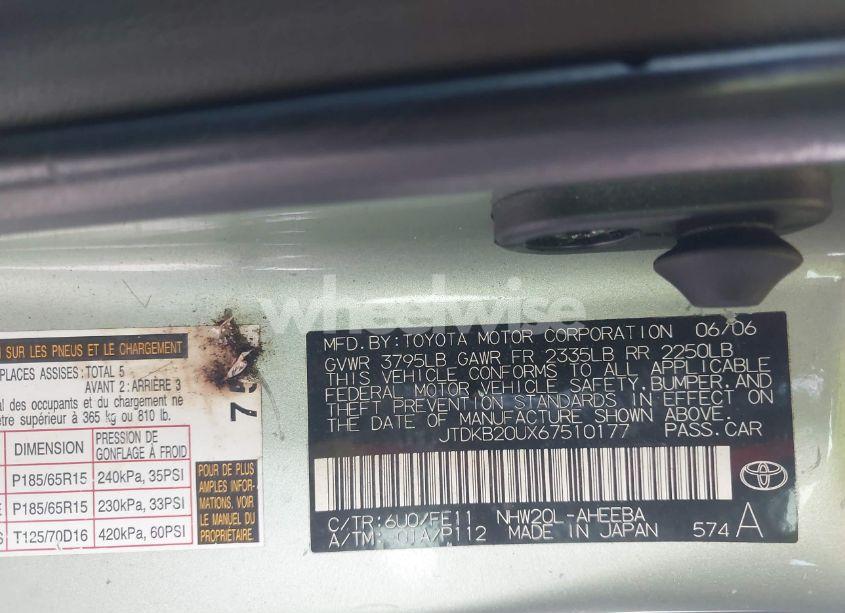 wheelwise
N SUR LES PNEUS ET LE CHARGEMENT
PLACES ASSISES: TOTAL 5
AVANT 2: ARRIÈRE 3
al des occupants et du chargement
être supérieur à 365 kg ou 810 lb.
DIMENSION
PRESSION DE GONFLAGE À FROID
P185/65R15 240kPa, 35PSI
P185/65R15 230kPa, 33PSI
T125/70D16 420kPa, 60PSI
POUR DE PLUS
AMPLES INFOR-
MATIONS, VOIR
LE MANUEL DU
PROPRIÉTAIRE
MFD. BY: TOYOTA MOTOR CORPORATION 06/06
GVWR 3795LB GAWR FR 2335LB RR 2250LB
THIS VEHICLE CONFORMS TO ALL APPLICABLE
FEDERAL MOTOR VEHICLE SAFETY, BUMPER, AND
THEFT PREVENTION STANDARDS IN EFFECT ON
THE DATE OF MANUFACTURE SHOWN ABOVE.
JTDKB20UX67510177 PASS.CAR
C/TR: 6U0/FE11 NHW20L-AHEEBA
A/TM: 01A/P112 MADE IN JAPAN 574 A